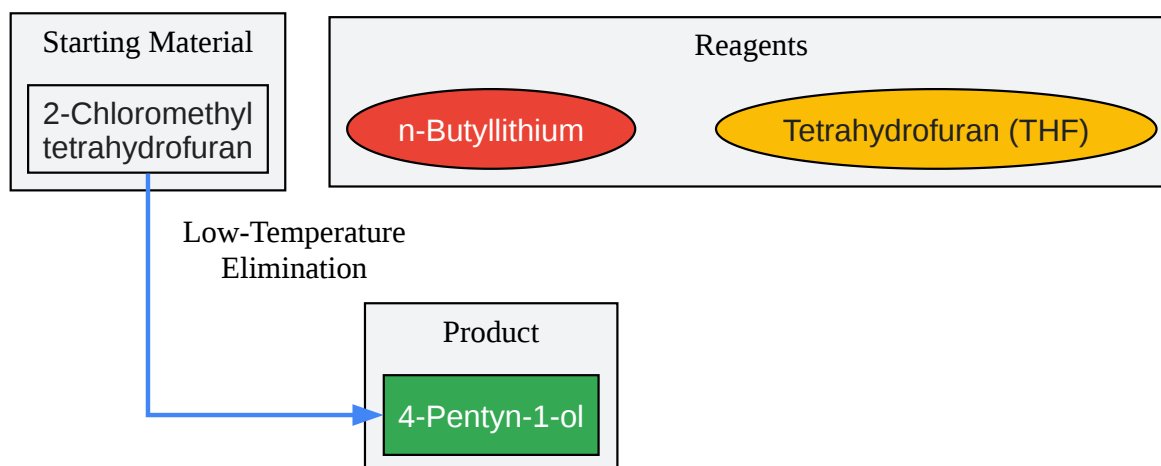 Starting Material
2-Chloromethyl
tetrahydrofuran
Reagents
n-Butyllithium
Tetrahydrofuran (THF)
Low-Temperature
Elimination
Product
4-Pentyn-1-ol